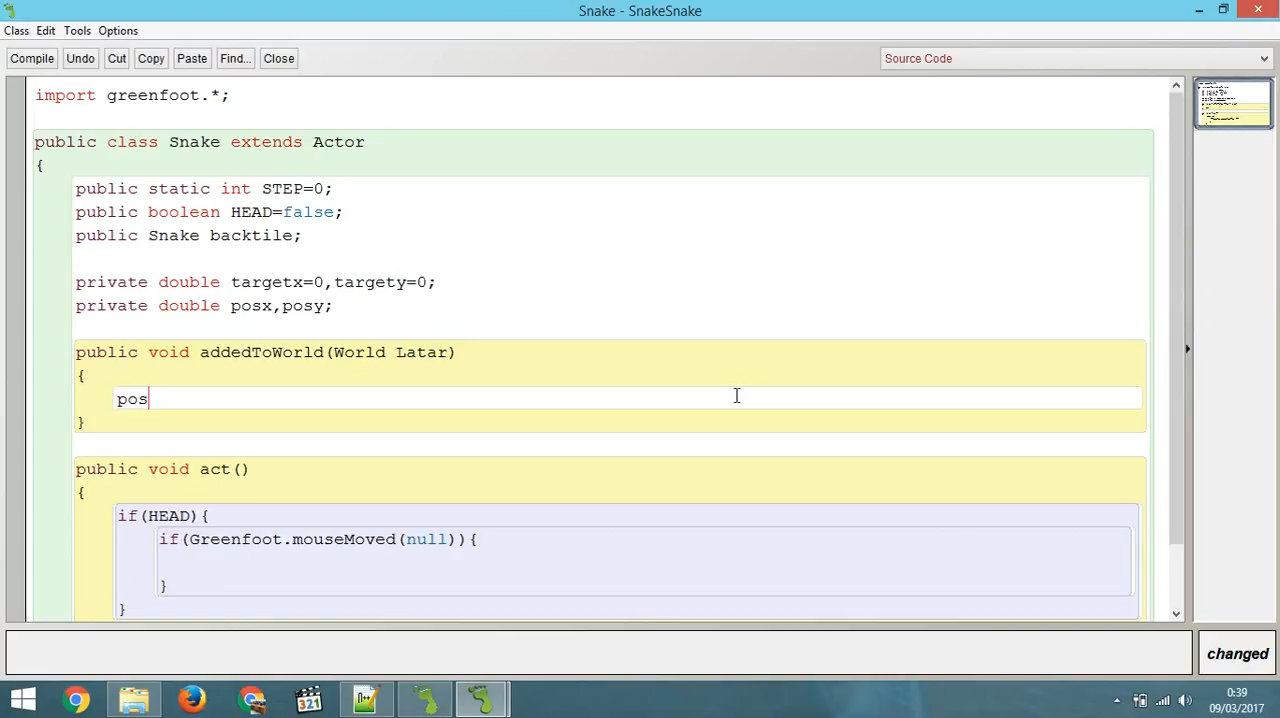 Snake - SnakeSnake
Class Edit Tools Options
Compile Undo Cut Copy Paste Find... Close Source Code
import greenfoot.*;
public class Snake extends Actor
{
public static int STEP=0;
public boolean HEAD=false;
public Snake backtile;
private double targetx=0,targety=0;
private double posx,posy;
public void addedToWorld(World Latar)
{
pos
}
public void act()
{
if(HEAD){
if(Greenfoot.mouseMoved(null)){
}
}
changed
321
0:39
09/03/2017